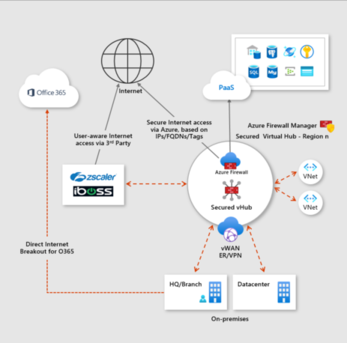 Office 365
Internet
PaaS
SQL
My
User-aware Internet
access via 3rd Party
Secure Internet access
via Azure, based on
IPs/FQDNs/Tags
Azure Firewall Manager
Secured Virtual Hub - Region n
zscaler
iboss
Azure Firewall
Secured vHub
VNet
VNet
vWAN
ER/VPN
Direct Internet
Breakout for O365
HQ/Branch
Datacenter
On-premises